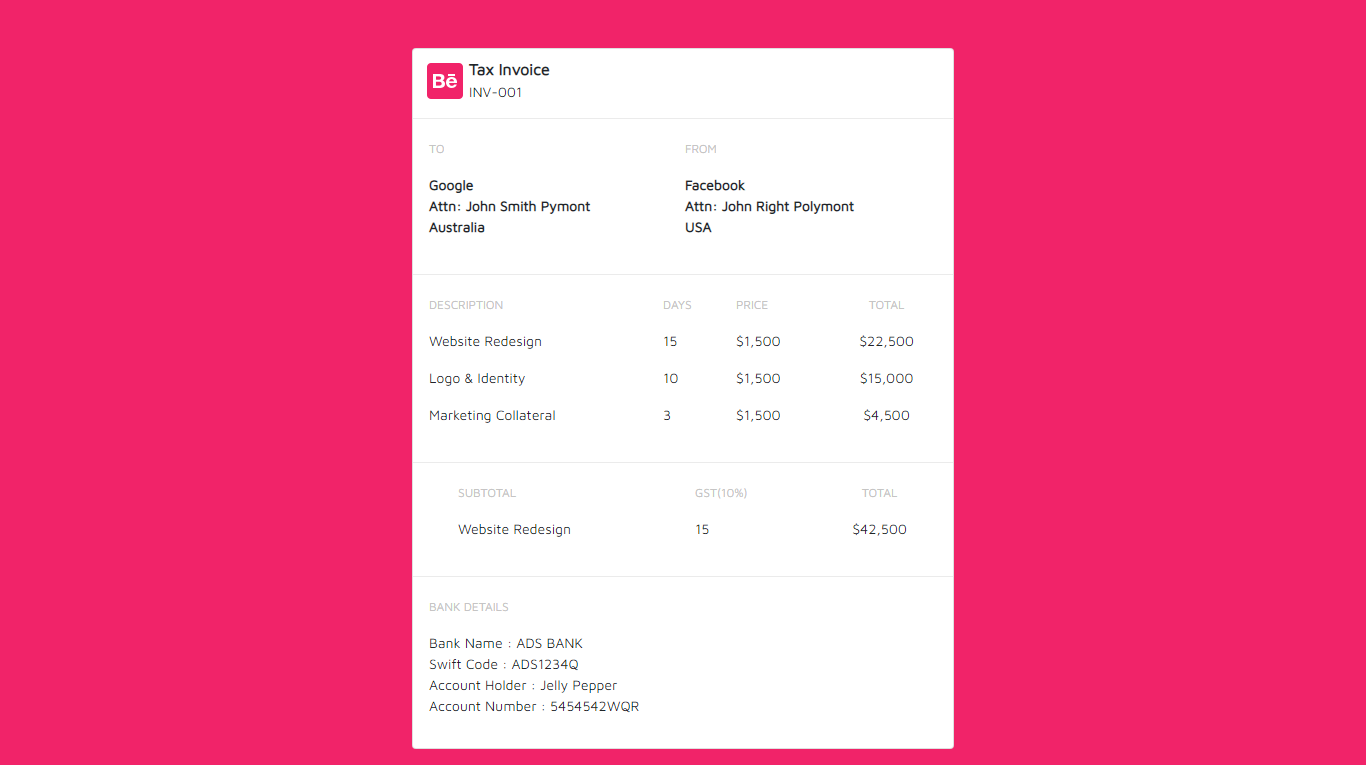 Bē
Tax Invoice
INV-001
TO
Google
Attn: John Smith Pymont
Australia
FROM
Facebook
Attn: John Right Polymont
USA
DESCRIPTION DAYS PRICE TOTAL
Website Redesign 15 $1,500 $22,500
Logo & Identity 10 $1,500 $15,000
Marketing Collateral 3 $1,500 $4,500
SUBTOTAL GST(10%) TOTAL
Website Redesign 15 $42,500
BANK DETAILS
Bank Name : ADS BANK
Swift Code : ADS1234Q
Account Holder : Jelly Pepper
Account Number : 5454542WQR